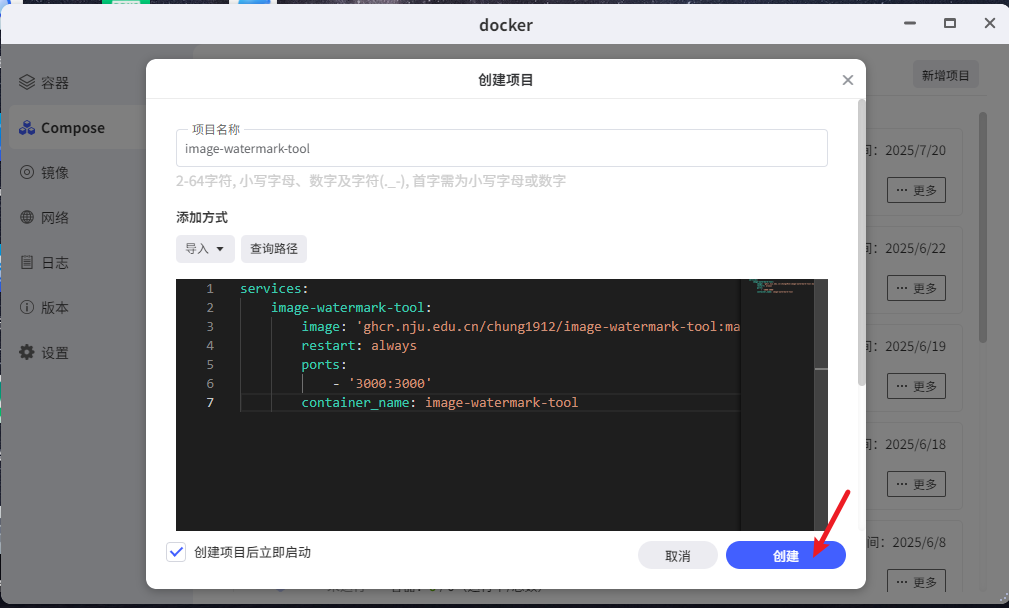 docker
容器
Compose
镜像
网络
日志
版本
设置
新增项目
创建项目
项目名称
image-watermark-tool
2-64字符, 小写字母、数字及字符(._-), 首字需为小写字母或数字
添加方式
导入
查询路径
1 services:
2 image-watermark-tool:
3 image: 'ghcr.nju.edu.cn/chung1912/image-watermark-tool:ma
4 restart: always
5 ports:
6 - '3000:3000'
7 container_name: image-watermark-tool
创建项目后立即启动
取消
创建
间：2025/7/20
··· 更多
间：2025/6/22
··· 更多
间：2025/6/19
··· 更多
间：2025/6/18
··· 更多
间：2025/6/8
··· 更多